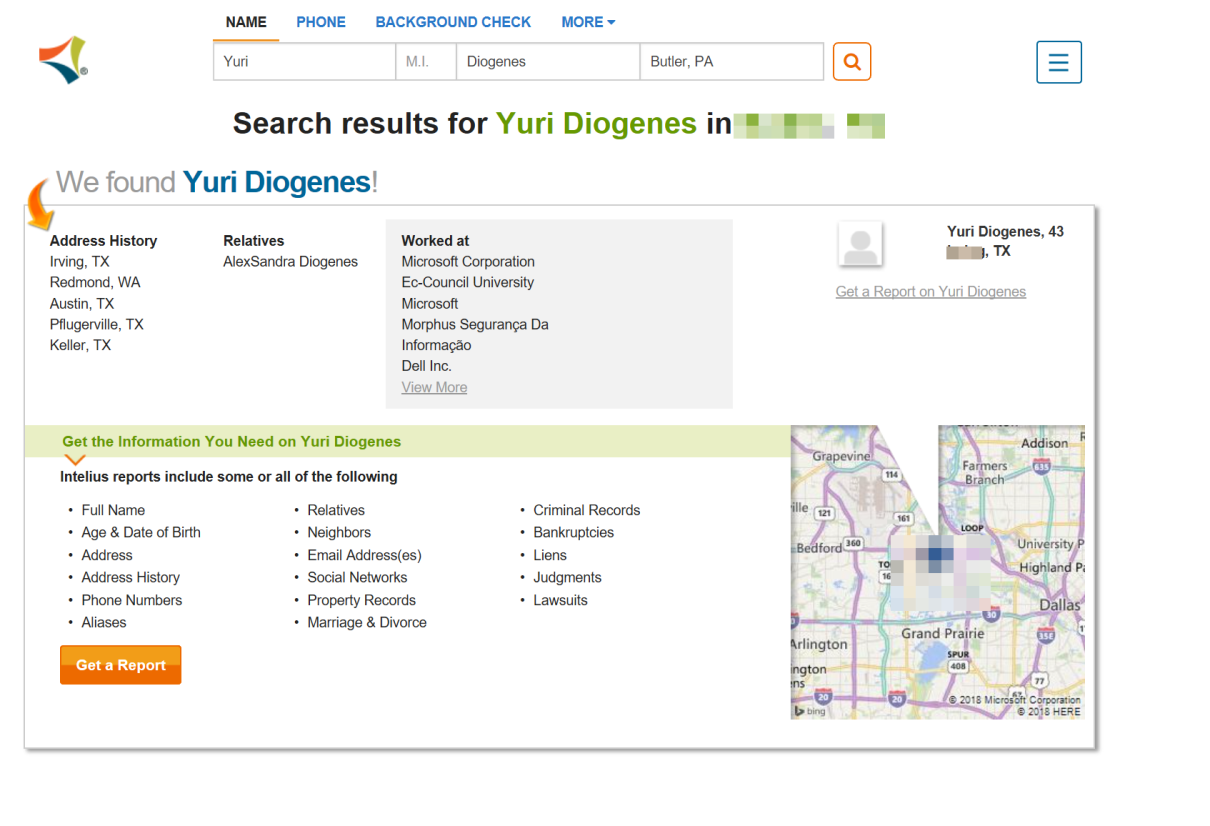 NAME PHONE BACKGROUND CHECK MORE
Yuri M.I. Diogenes Butler, PA
Search results for Yuri Diogenes in
We found Yuri Diogenes!
Address History
Irving, TX
Redmond, WA
Austin, TX
Pflugerville, TX
Keller, TX
Relatives
AlexSandra Diogenes
Worked at
Microsoft Corporation
Ec-Council University
Microsoft
Morphus Segurança Da
Informação
Dell Inc.
View More
Yuri Diogenes, 43
, TX
Get a Report on Yuri Diogenes
Get the Information You Need on Yuri Diogenes
Intelius reports include some or all of the following
• Full Name
• Age & Date of Birth
• Address
• Address History
• Phone Numbers
• Aliases
• Relatives
• Neighbors
• Email Address(es)
• Social Networks
• Property Records
• Marriage & Divorce
• Criminal Records
• Bankruptcies
• Liens
• Judgments
• Lawsuits
Get a Report
Addison
Grapevine
Farmers
Branch
635
114
ille
121
161
LOOP
Bedford
360
University P
TO
16
Highland Pa
Dallas
30
Grand Prairie
35E
Arlington
SPUR
408
ington
ens
77
20
20
67
© 2018 Microsoft Corporation
bing
© 2018 HERE